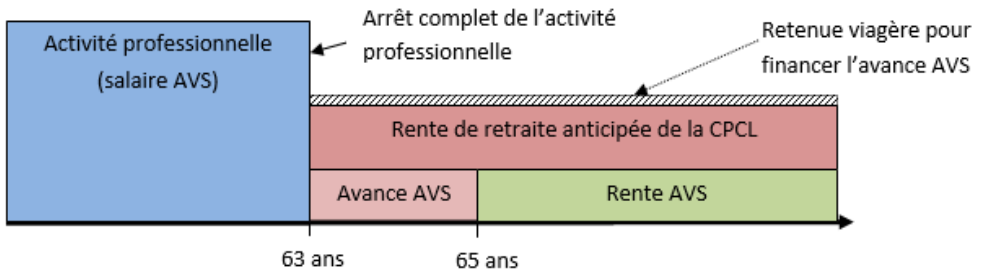 Activité professionnelle
(salaire AVS)
Arrêt complet de l’activité
professionnelle
Retenue viagère pour
financer l’avance AVS
Rente de retraite anticipée de la CPCL
Avance AVS
Rente AVS
63 ans
65 ans